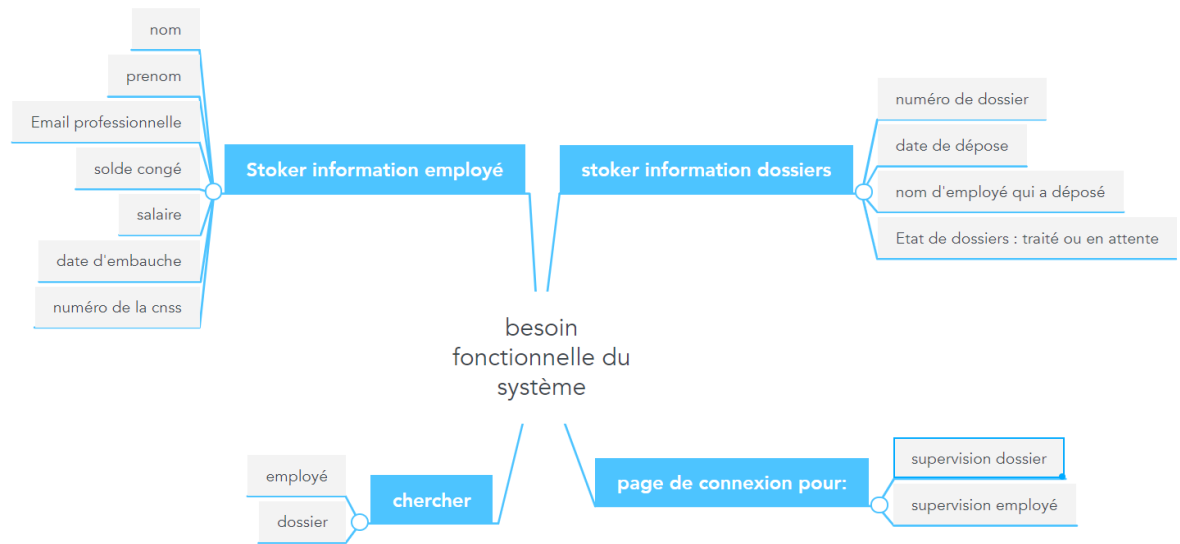 nom
prenom
Email professionnelle
solde congé
salaire
date d'embauche
numéro de la cnss
Stoker information employé
stoker information dossiers
numéro de dossier
date de dépose
nom d'employé qui a déposé
Etat de dossiers : traité ou en attente
besoin
fonctionnelle du
système
employé
dossier
chercher
page de connexion pour:
supervision dossier
supervision employé